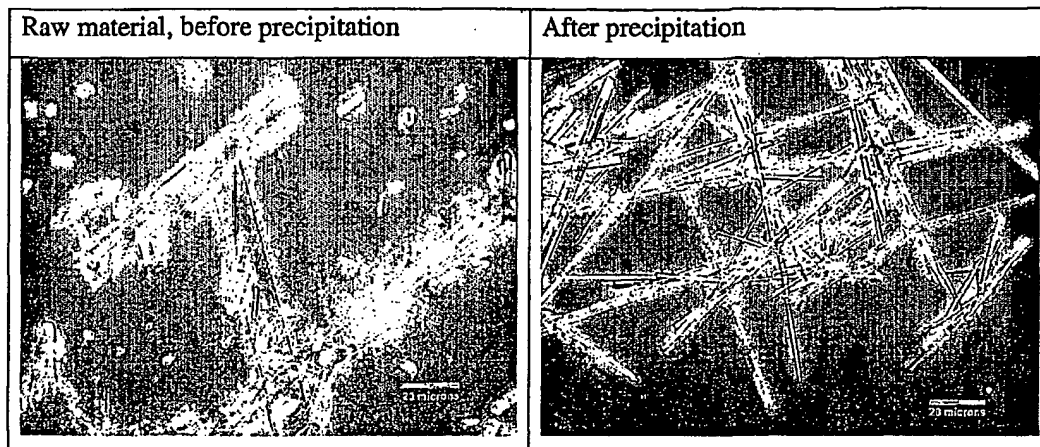 Raw material, before precipitation
After precipitation
20 microns
20 microns